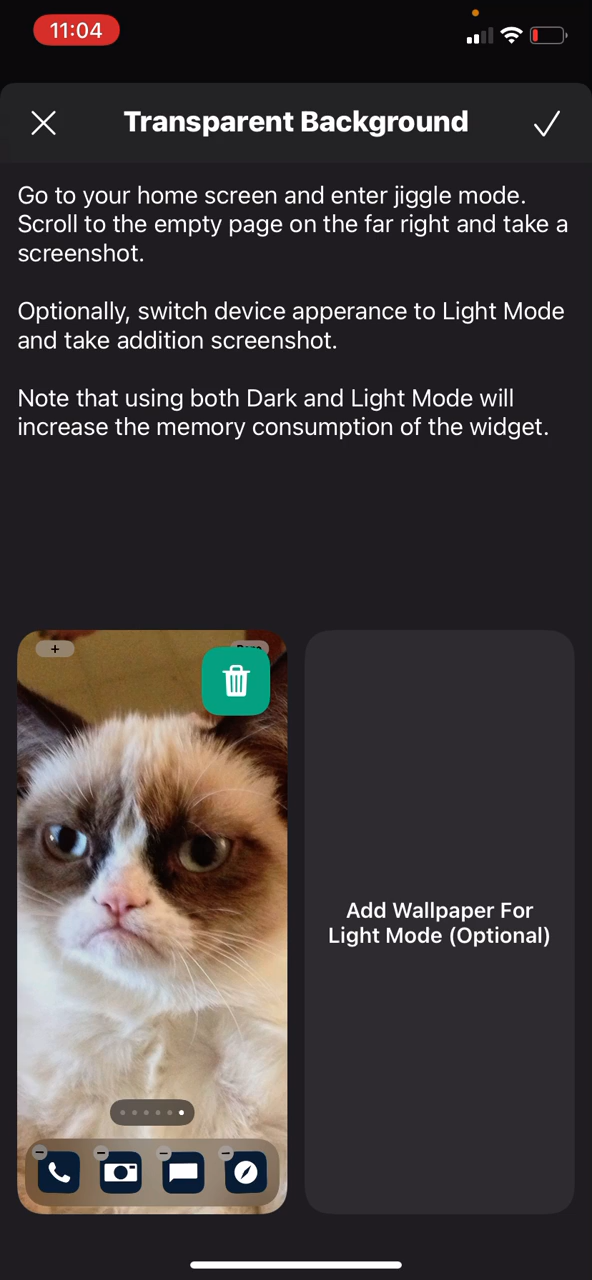 11:04
Transparent Background
Go to your home screen and enter jiggle mode.
Scroll to the empty page on the far right and take a
screenshot.
Optionally, switch device apperance to Light Mode
and take addition screenshot.
Note that using both Dark and Light Mode will
increase the memory consumption of the widget.
+
Add Wallpaper For
Light Mode (Optional)